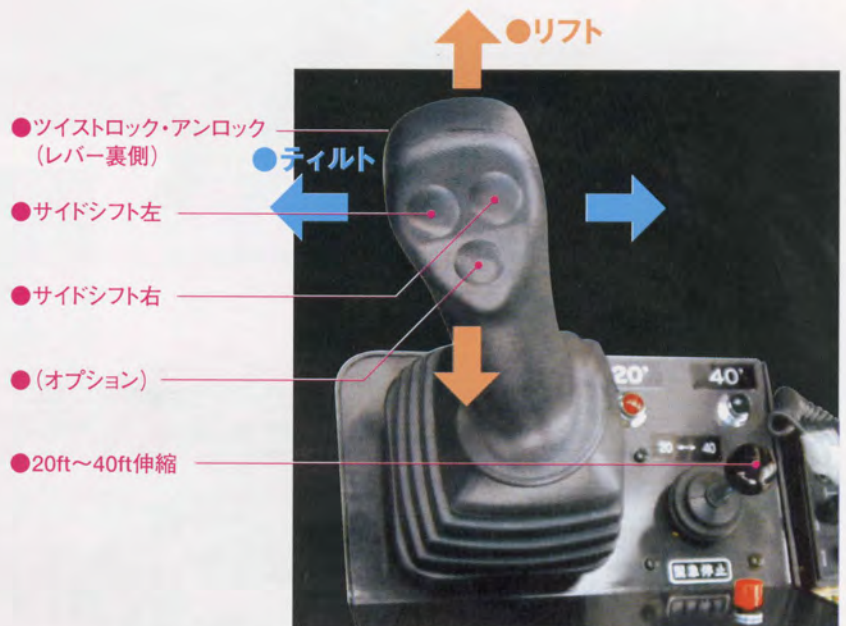 ●リフト
●ツイストロック・アンロック
(レバー裏側)
●ティルト
●サイドシフト左
●サイドシフト右
●(オプション)
●20ft〜40ft伸縮
20' 40'
20 ↔ 40
緊急停止